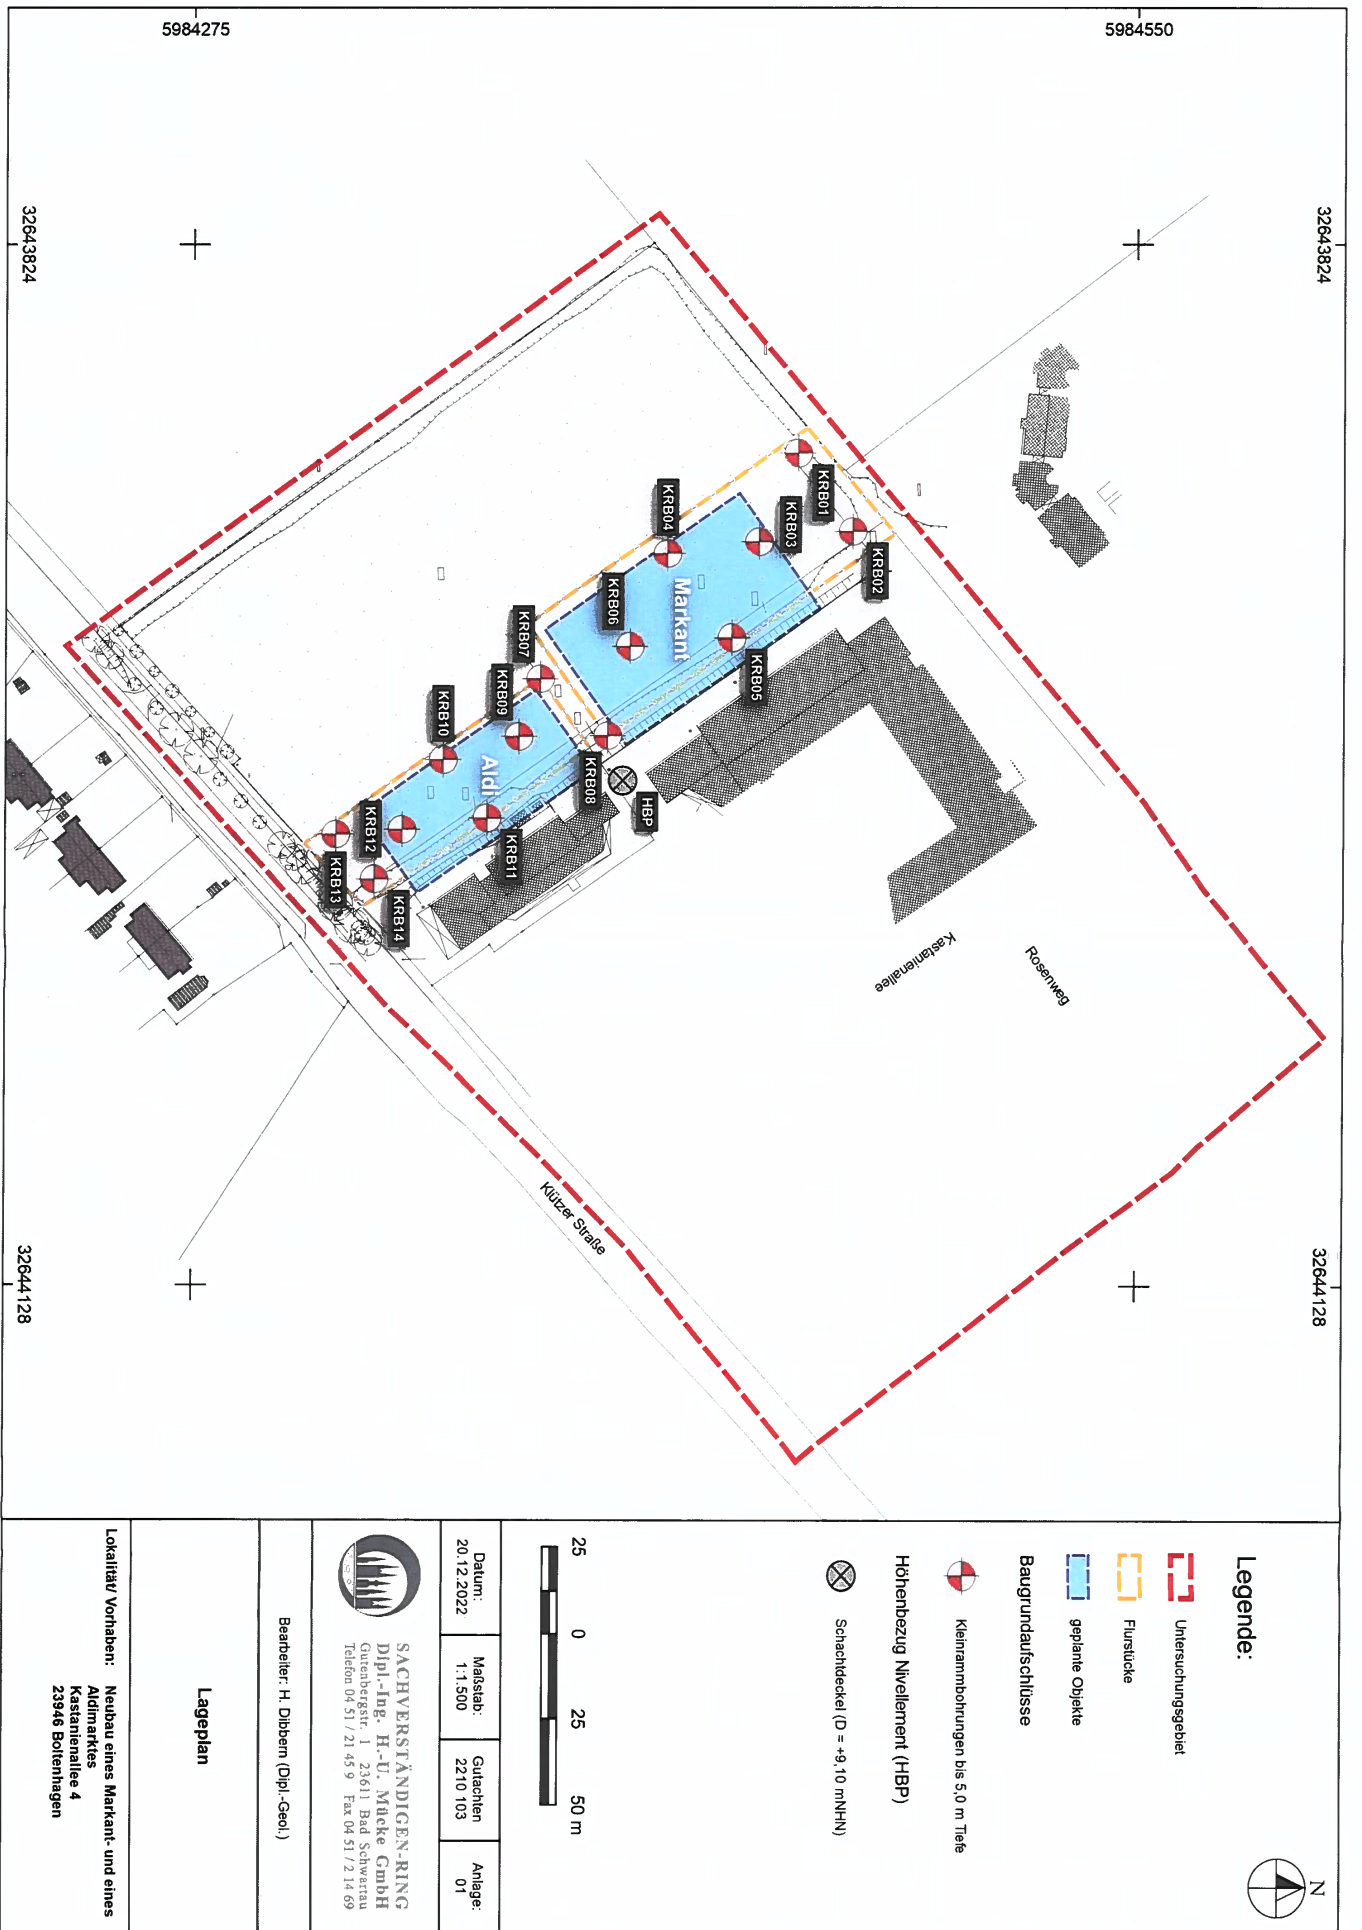 32643824
32644128
5984550
5984275
32643824
32644128
KRB01
KRB02
KRB03
KRB04
Markant
KRB05
KRB06
KRB07
KRB08
HBP
KRB09
KRB10
Aldi
KRB11
KRB12
KRB13
KRB14
Rosenweg
Kastanienallee
Klützer Straße
N
Legende:
Untersuchungsgebiet
Flurstücke
geplante Objekte
Baugrundaufschlüsse
Kleinrammbohrungen bis 5,0 m Tiefe
Höhenbezug Nivellement (HBP)
Schachtdeckel (D = +9,10 mNHN)
25 0 25 50 m
Datum:
20.12.2022
Maßstab:
1:1.500
Gutachten
2210 103
Anlage:
01
SACHVERSTÄNDIGEN-RING
Dipl.-Ing. H.-U. Mücke GmbH
Gutenbergstr. 1 23611 Bad Schwartau
Telefon 04 51 / 21 45 9 Fax 04 51 / 2 14 69
Bearbeiter: H. Dibbern (Dipl.-Geol.)
Lageplan
Lokalität/ Vorhaben: Neubau eines Markant- und eines
Aldimarktes
Kastanienallee 4
23946 Boltenhagen